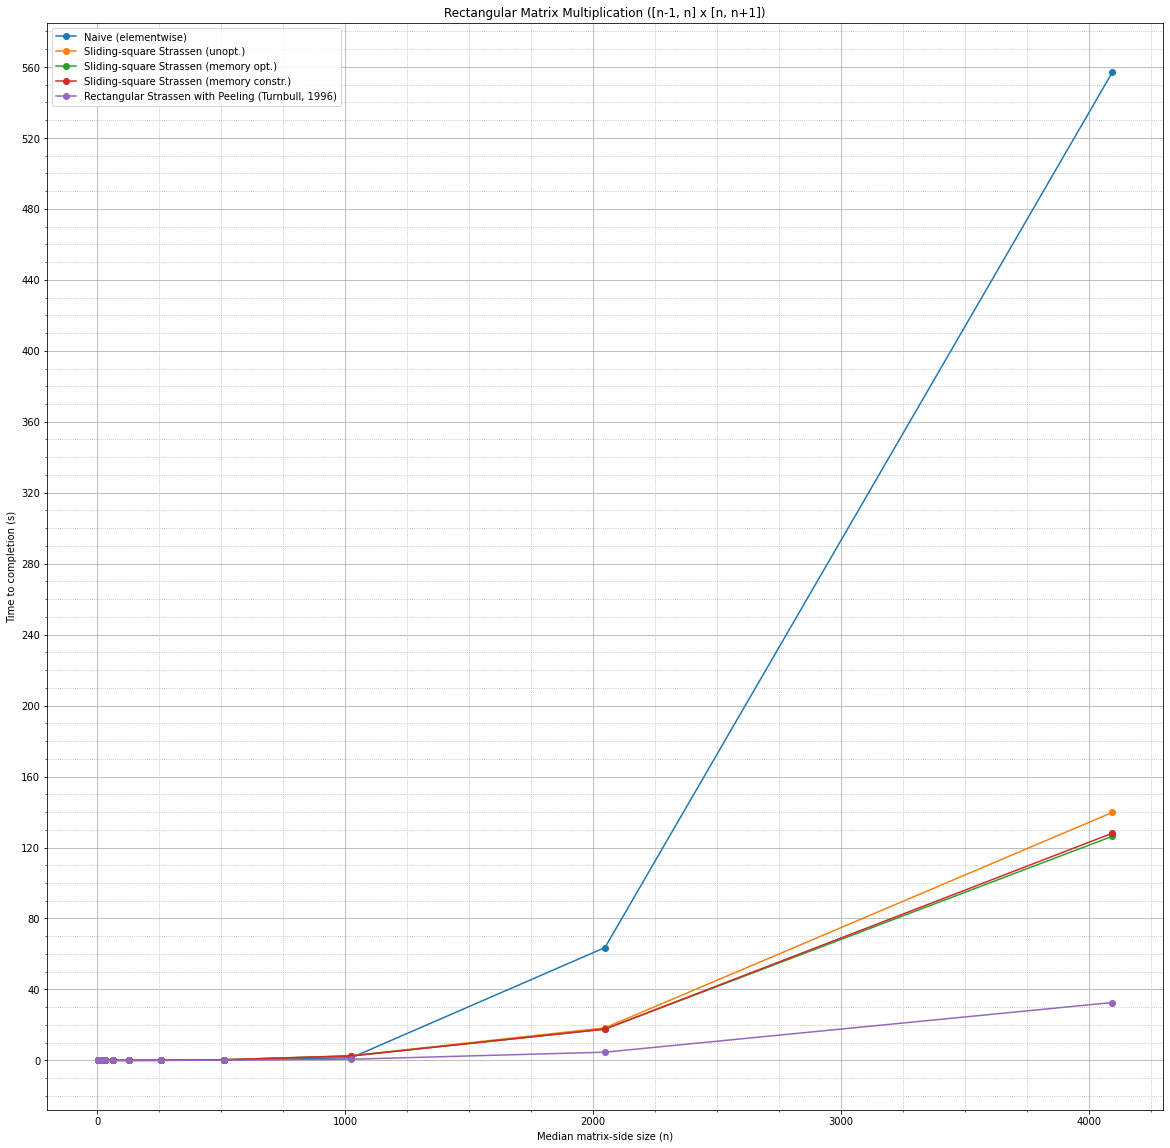 Rectangular Matrix Multiplication ([n-1, n] x [n, n+1])
Naive (elementwise)
Sliding-square Strassen (unopt.)
Sliding-square Strassen (memory opt.)
Sliding-square Strassen (memory constr.)
Rectangular Strassen with Peeling (Turnbull, 1996)
Time to completion (s)
560
520
480
440
400
360
320
280
240
200
160
120
80
40
0
0 1000 2000 3000 4000
Median matrix-side size (n)